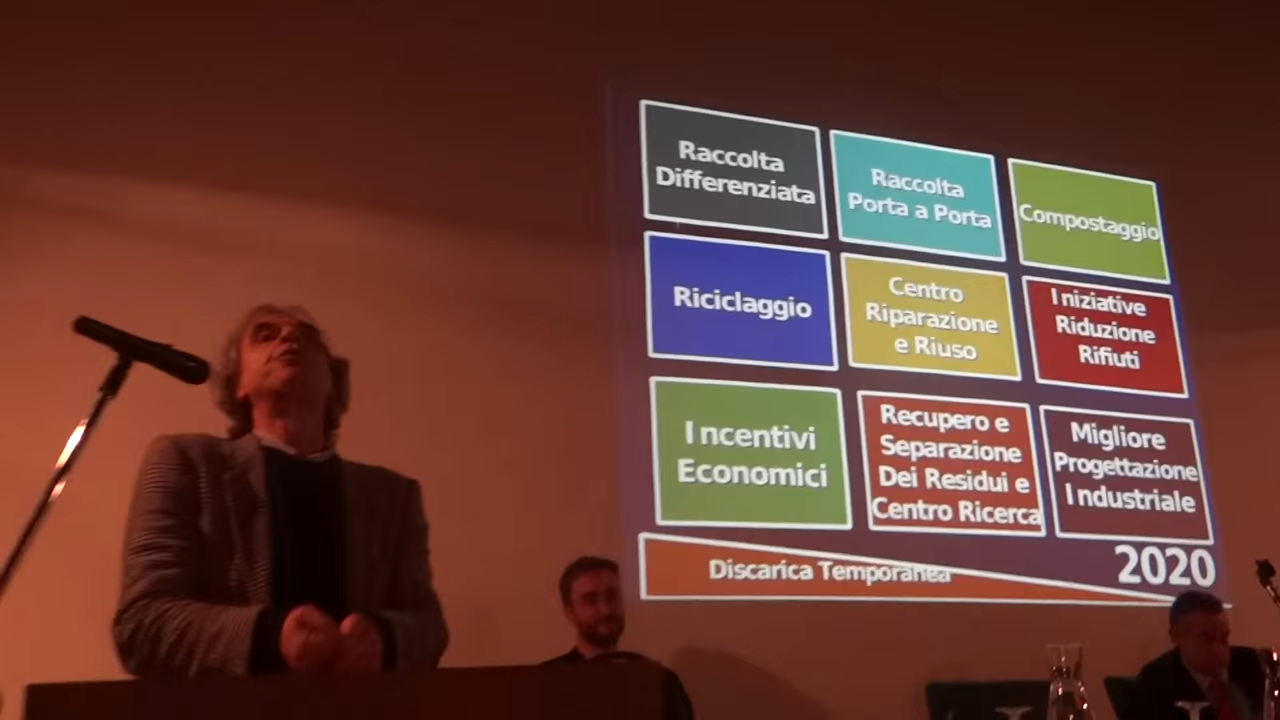 Raccolta
Differenziata
Raccolta
Porta a Porta
Compostaggio
Riciclaggio
Centro
Riparazione
e Riuso
Iniziative
Riduzione
Rifiuti
Incentivi
Economici
Recupero e
Separazione
Dei Residui e
Centro Ricerca
Migliore
Progettazione
Industriale
Discarica Temporanea
2020